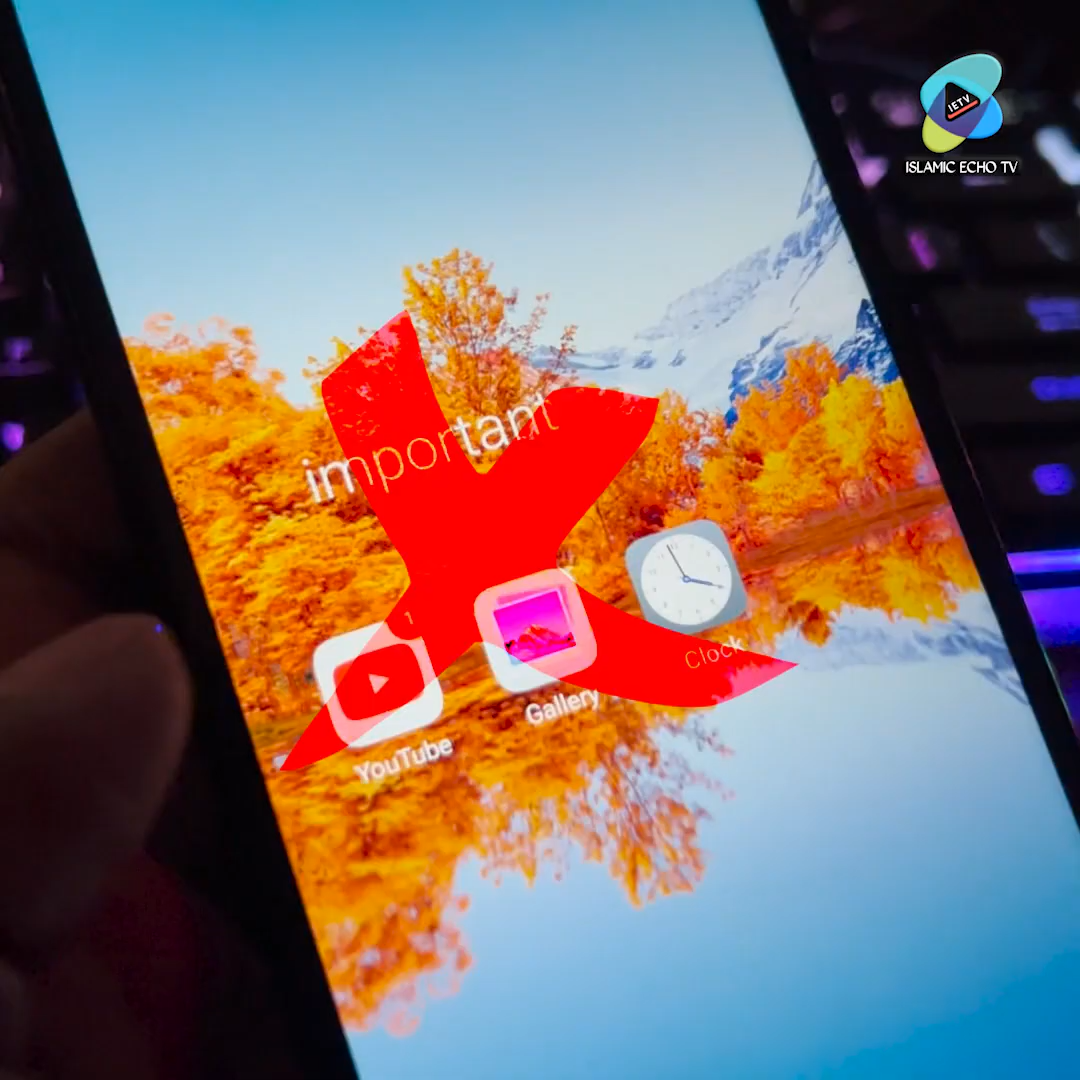 IETV
ISLAMIC ECHO TV
important
YouTube
Gallery
Clock